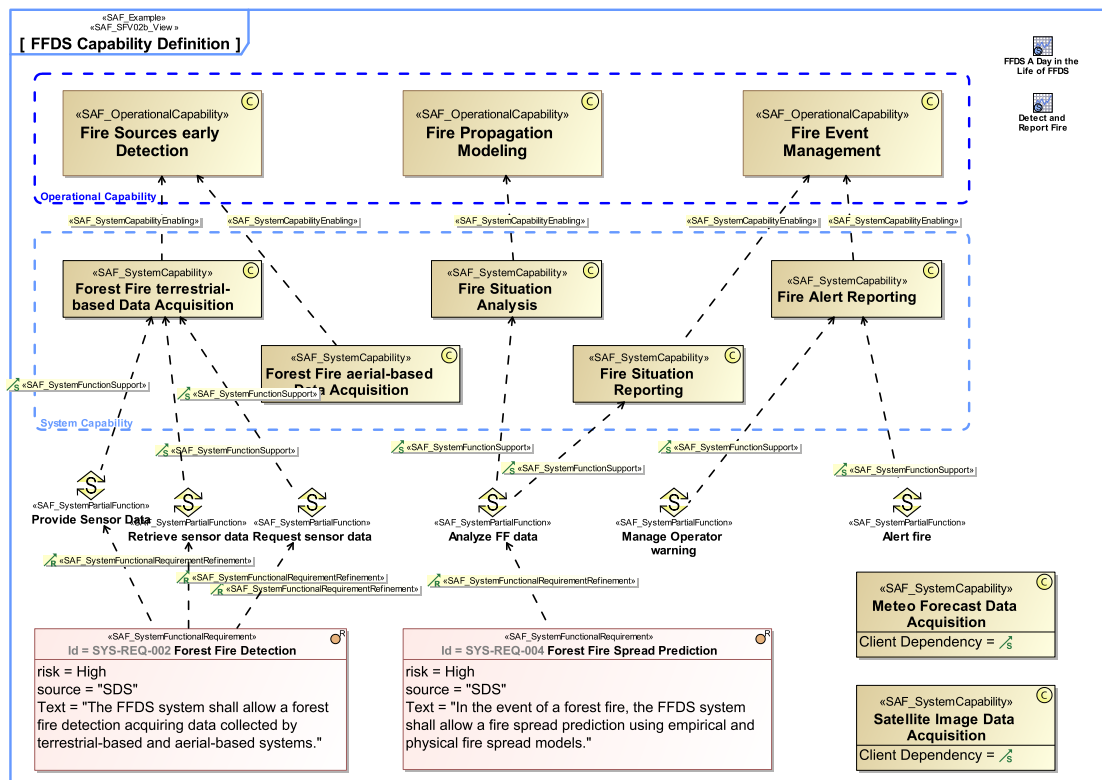 «SAF_Example»
«SAF_SFV02b_View »
[ FFDS Capability Definition ]
FFDS A Day in the
Life of FFDS
Detect and
Report Fire
«SAF_OperationalCapability»
Fire Sources early
Detection
C
«SAF_OperationalCapability»
Fire Propagation
Modeling
C
«SAF_OperationalCapability»
Fire Event
Management
C
Operational Capability
«SAF_SystemCapabilityEnabling»
«SAF_SystemCapabilityEnabling»
«SAF_SystemCapabilityEnabling»
«SAF_SystemCapabilityEnabling»
«SAF_SystemCapabilityEnabling»
«SAF_SystemCapability»
Forest Fire terrestrial-
based Data Acquisition
C
«SAF_SystemCapability»
Fire Situation
Analysis
C
«SAF_SystemCapability»
Fire Alert Reporting
C
«SAF_SystemCapability»
Forest Fire aerial-based
Data Acquisition
C
«SAF_SystemCapability»
Fire Situation
Reporting
C
S «SAF_SystemFunctionSupport»
S «SAF_SystemFunctionSupport»
System Capability
S «SAF_SystemFunctionSupport»
S «SAF_SystemFunctionSupport»
S «SAF_SystemFunctionSupport»
S «SAF_SystemFunctionSupport»
S «SAF_SystemFunctionSupport»
S
«SAF_SystemPartialFunction»
Provide Sensor Data
S
«SAF_SystemPartialFunction»
Retrieve sensor data
S
«SAF_SystemPartialFunction»
Request sensor data
S
«SAF_SystemPartialFunction»
Analyze FF data
S
«SAF_SystemPartialFunction»
Manage Operator
warning
S
«SAF_SystemPartialFunction»
Alert fire
R «SAF_SystemFunctionalRequirementRefinement»
R «SAF_SystemFunctionalRequirementRefinement»
R «SAF_SystemFunctionalRequirementRefinement»
R «SAF_SystemFunctionalRequirementRefinement»
«SAF_SystemFunctionalRequirement»
R
Id = SYS-REQ-002 Forest Fire Detection
risk = High
source = "SDS"
Text = "The FFDS system shall allow a forest
fire detection acquiring data collected by
terrestrial-based and aerial-based systems."
«SAF_SystemFunctionalRequirement»
R
Id = SYS-REQ-004 Forest Fire Spread Prediction
risk = High
source = "SDS"
Text = "In the event of a forest fire, the FFDS system
shall allow a fire spread prediction using empirical and
physical fire spread models."
«SAF_SystemCapability»
Meteo Forecast Data
Acquisition
C
Client Dependency = S
«SAF_SystemCapability»
Satellite Image Data
Acquisition
C
Client Dependency = S